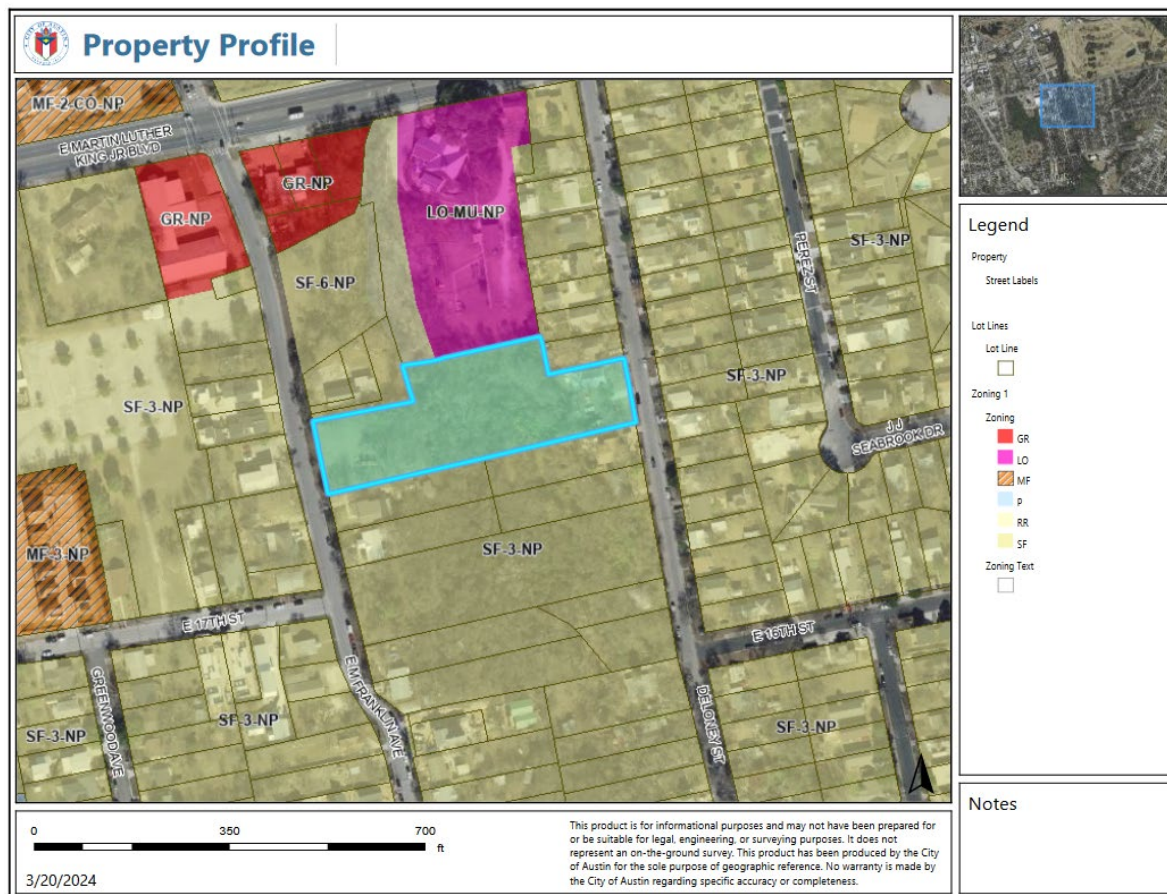 Property Profile
MF-2-CO-NP
E MARTIN LUTHER
KING JR BLVD
GR-NP
GR-NP
LO-MU-NP
SF-6-NP
PEREZ ST
SF-3-NP
SF-3-NP
SF-3-NP
J J
SEABROOK DR
MF-3-NP
SF-3-NP
E 17TH ST
E 16TH ST
GREENWOOD AVE
E M FRANKLIN AVE
DELONEY ST
SF-3-NP
SF-3-NP
SF-3-NP
Legend
Property
Street Labels
Lot Lines
Lot Line
Zoning 1
Zoning
GR
LO
MF
P
RR
SF
Zoning Text
Notes
0 350 700
ft
3/20/2024
This product is for informational purposes and may not have been prepared for
or be suitable for legal, engineering, or surveying purposes. It does not
represent an on-the-ground survey. This product has been produced by the City
of Austin for the sole purpose of geographic reference. No warranty is made by
the City of Austin regarding specific accuracy or completeness.